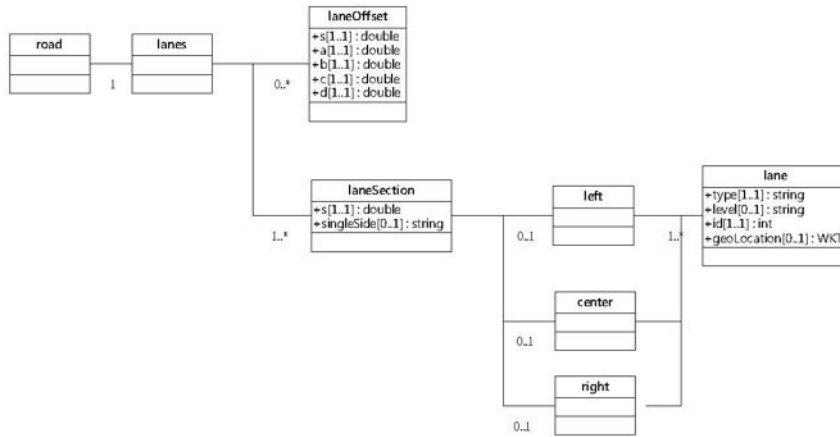 laneOffset
+s[1..1] : double
+a[1..1] : double
+b[1..1] : double
+c[1..1] : double
+d[1..1] : double
road
lanes
1
0..*
laneSection
+s[1..1] : double
+singleSide[0..1] : string
1..*
left
0..1
lane
+type[1..1] : string
+level[0..1] : string
+id[1..1] : int
+geoLocation[0..1] : WKT
1..*
center
0..1
right
0..1